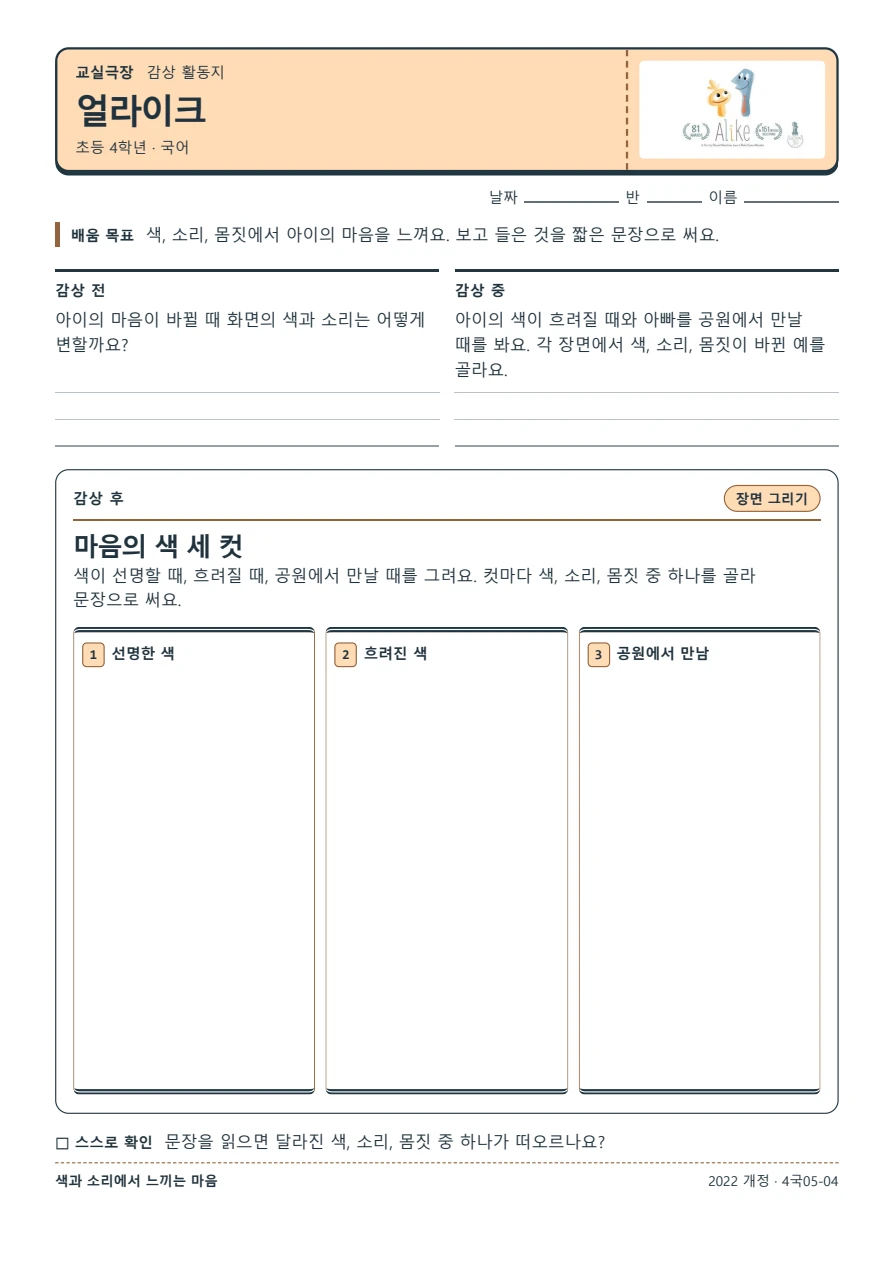 교실극장 감상 활동지
얼라이크
초등 4학년 · 국어
Alike
날짜 반 이름
배움 목표 색, 소리, 몸짓에서 아이의 마음을 느껴요. 보고 들은 것을 짧은 문장으로 써요.
감상 전
아이의 마음이 바뀔 때 화면의 색과 소리는 어떻게
변할까요?
감상 중
아이의 색이 흐려질 때와 아빠를 공원에서 만날
때를 봐요. 각 장면에서 색, 소리, 몸짓이 바뀐 예를
골라요.
감상 후
장면 그리기
마음의 색 세 컷
색이 선명할 때, 흐려질 때, 공원에서 만날 때를 그려요. 컷마다 색, 소리, 몸짓 중 하나를 골라
문장으로 써요.
1 선명한 색
2 흐려진 색
3 공원에서 만남
스스로 확인 문장을 읽으면 달라진 색, 소리, 몸짓 중 하나가 떠오르나요?
색과 소리에서 느끼는 마음
2022 개정 · 4국05-04